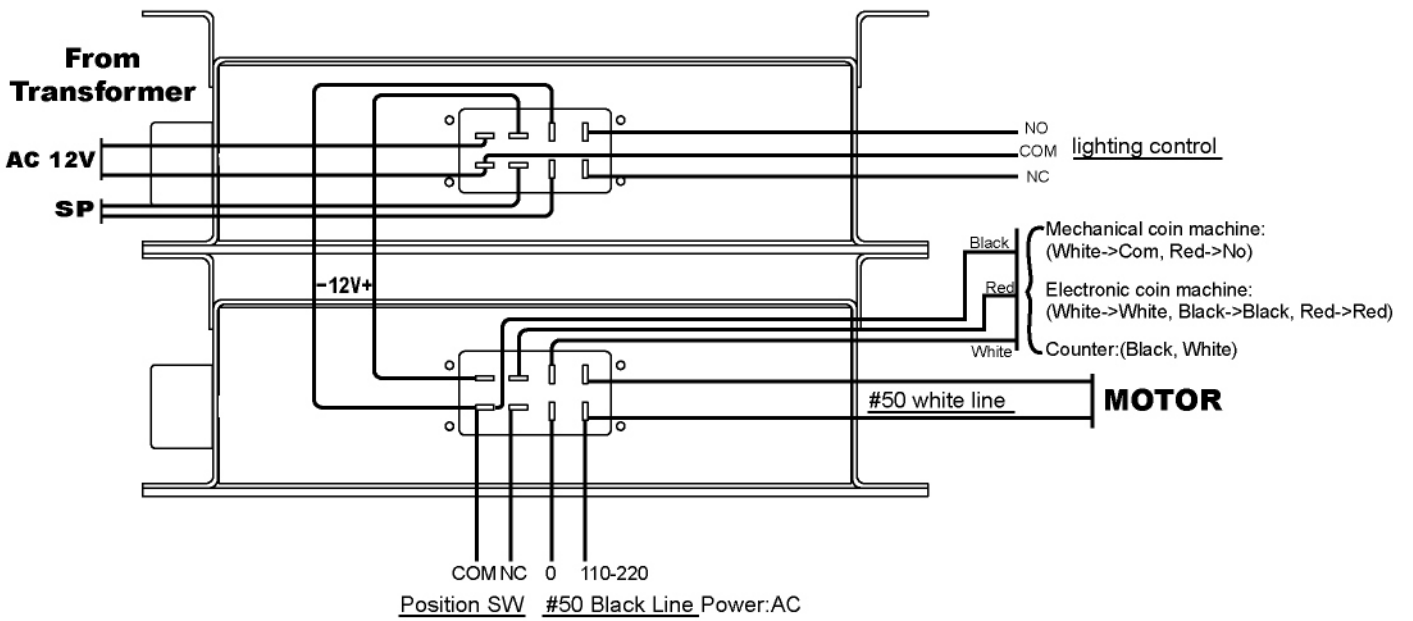 From
Transformer
AC 12V
SP
NO
COM
NC
lighting control
−12V+
Black
Red
White
Mechanical coin machine:
(White->Com, Red->No)
Electronic coin machine:
(White->White, Black->Black, Red->Red)
Counter:(Black, White)
#50 white line
MOTOR
COM NC 0 110-220
Position SW #50 Black Line Power:AC